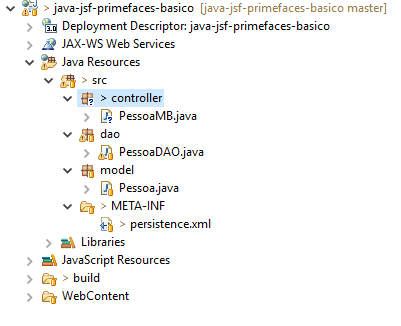 > java-jsf-primefaces-basico [java-jsf-primefaces-basico master]
Deployment Descriptor: java-jsf-primefaces-basico
JAX-WS Web Services
Java Resources
> src
> controller
PessoaMB.java
dao
PessoaDAO.java
model
Pessoa.java
> META-INF
> persistence.xml
Libraries
JavaScript Resources
> build
WebContent